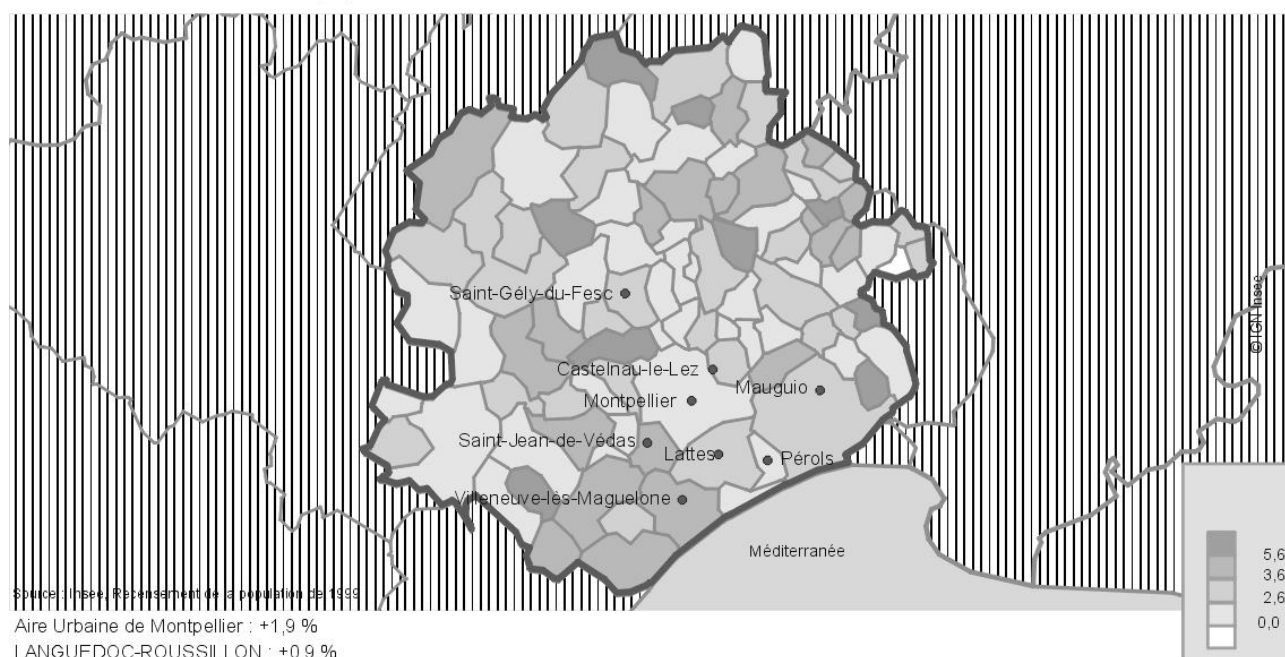 Saint-Gély-du-Fesc
© IGN Insee
Castelnau-le-Lez
Mauguio
Montpellier
Saint-Jean-de-Védas
Lattes
Pérols
Villeneuve-lès-Maguelone
Méditerranée
5,6
3,6
2,6
0,0
Source : Insee, Recensement de la population de 1999
Aire Urbaine de Montpellier : +1,9 %
LANGUEDOC-ROUSSILLON : +0,9 %